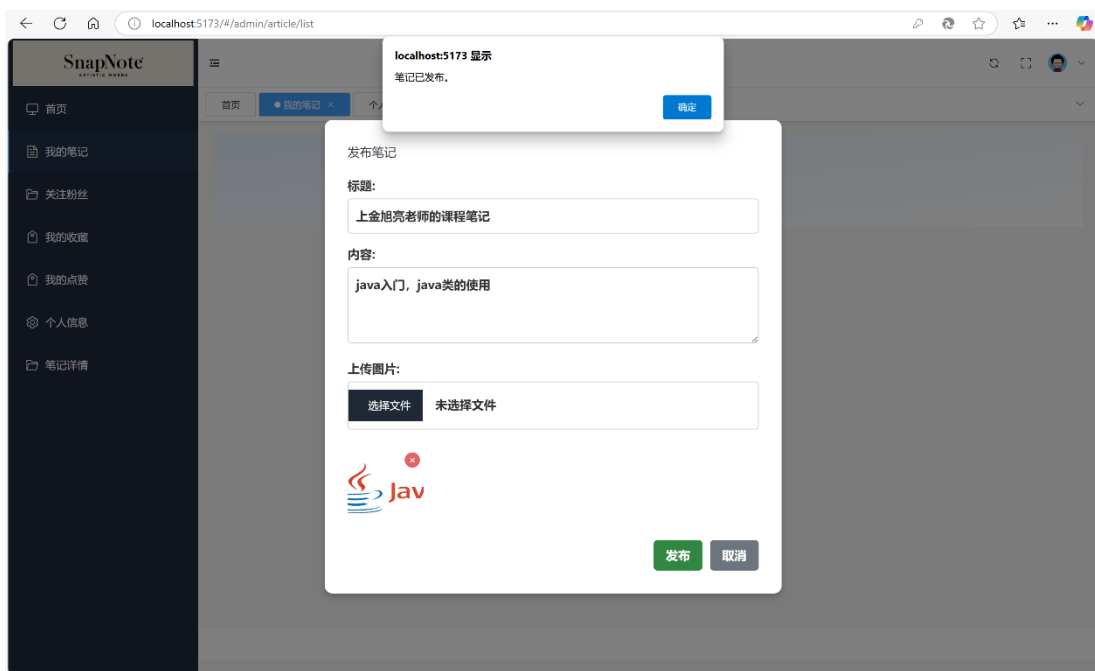 localhost:5173/#/admin/article/list
localhost:5173 显示
笔记已发布。
确定
SnapNote
ARTISTIC WORDS
首页
我的笔记
关注粉丝
我的收藏
我的点赞
个人信息
笔记详情
首页
我的笔记 ×
个人
发布笔记
标题:
上金旭亮老师的课程笔记
内容:
java入门，java类的使用
上传图片:
选择文件 未选择文件
Jav
发布 取消